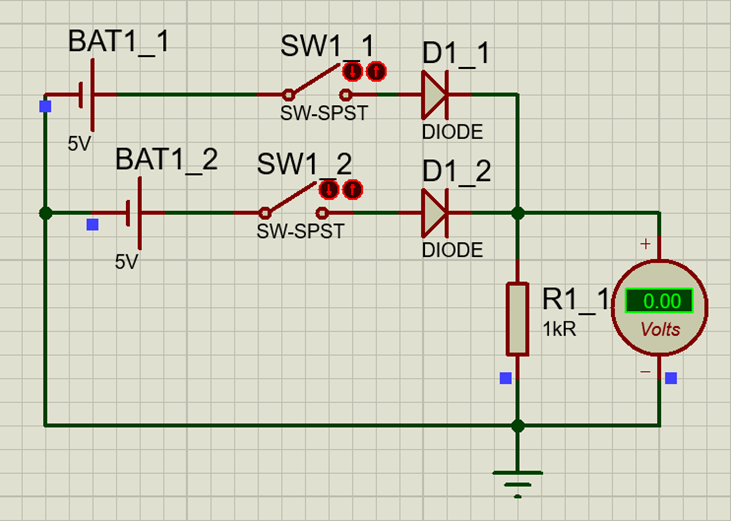 BAT1_1
5V
SW1_1
SW-SPST
D1_1
DIODE
BAT1_2
5V
SW1_2
SW-SPST
D1_2
DIODE
R1_1
1kR
+
0.00
Volts
−